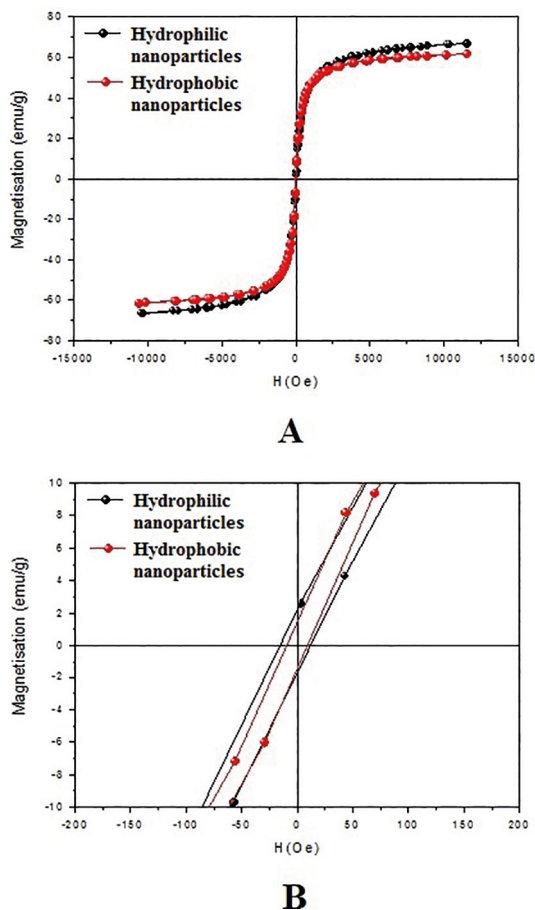 80
60
40
20
0
-20
-40
-60
-80
Magnetisation (emu/g)
Hydrophilic
nanoparticles
Hydrophobic
nanoparticles
-15000 -10000 -5000 0 5000 10000 15000
H (Oe)
A
10
8
6
4
2
0
-2
-4
-6
-8
-10
Magnetisation (emu/g)
Hydrophilic
nanoparticles
Hydrophobic
nanoparticles
-200 -150 -100 -50 0 50 100 150 200
H (Oe)
B